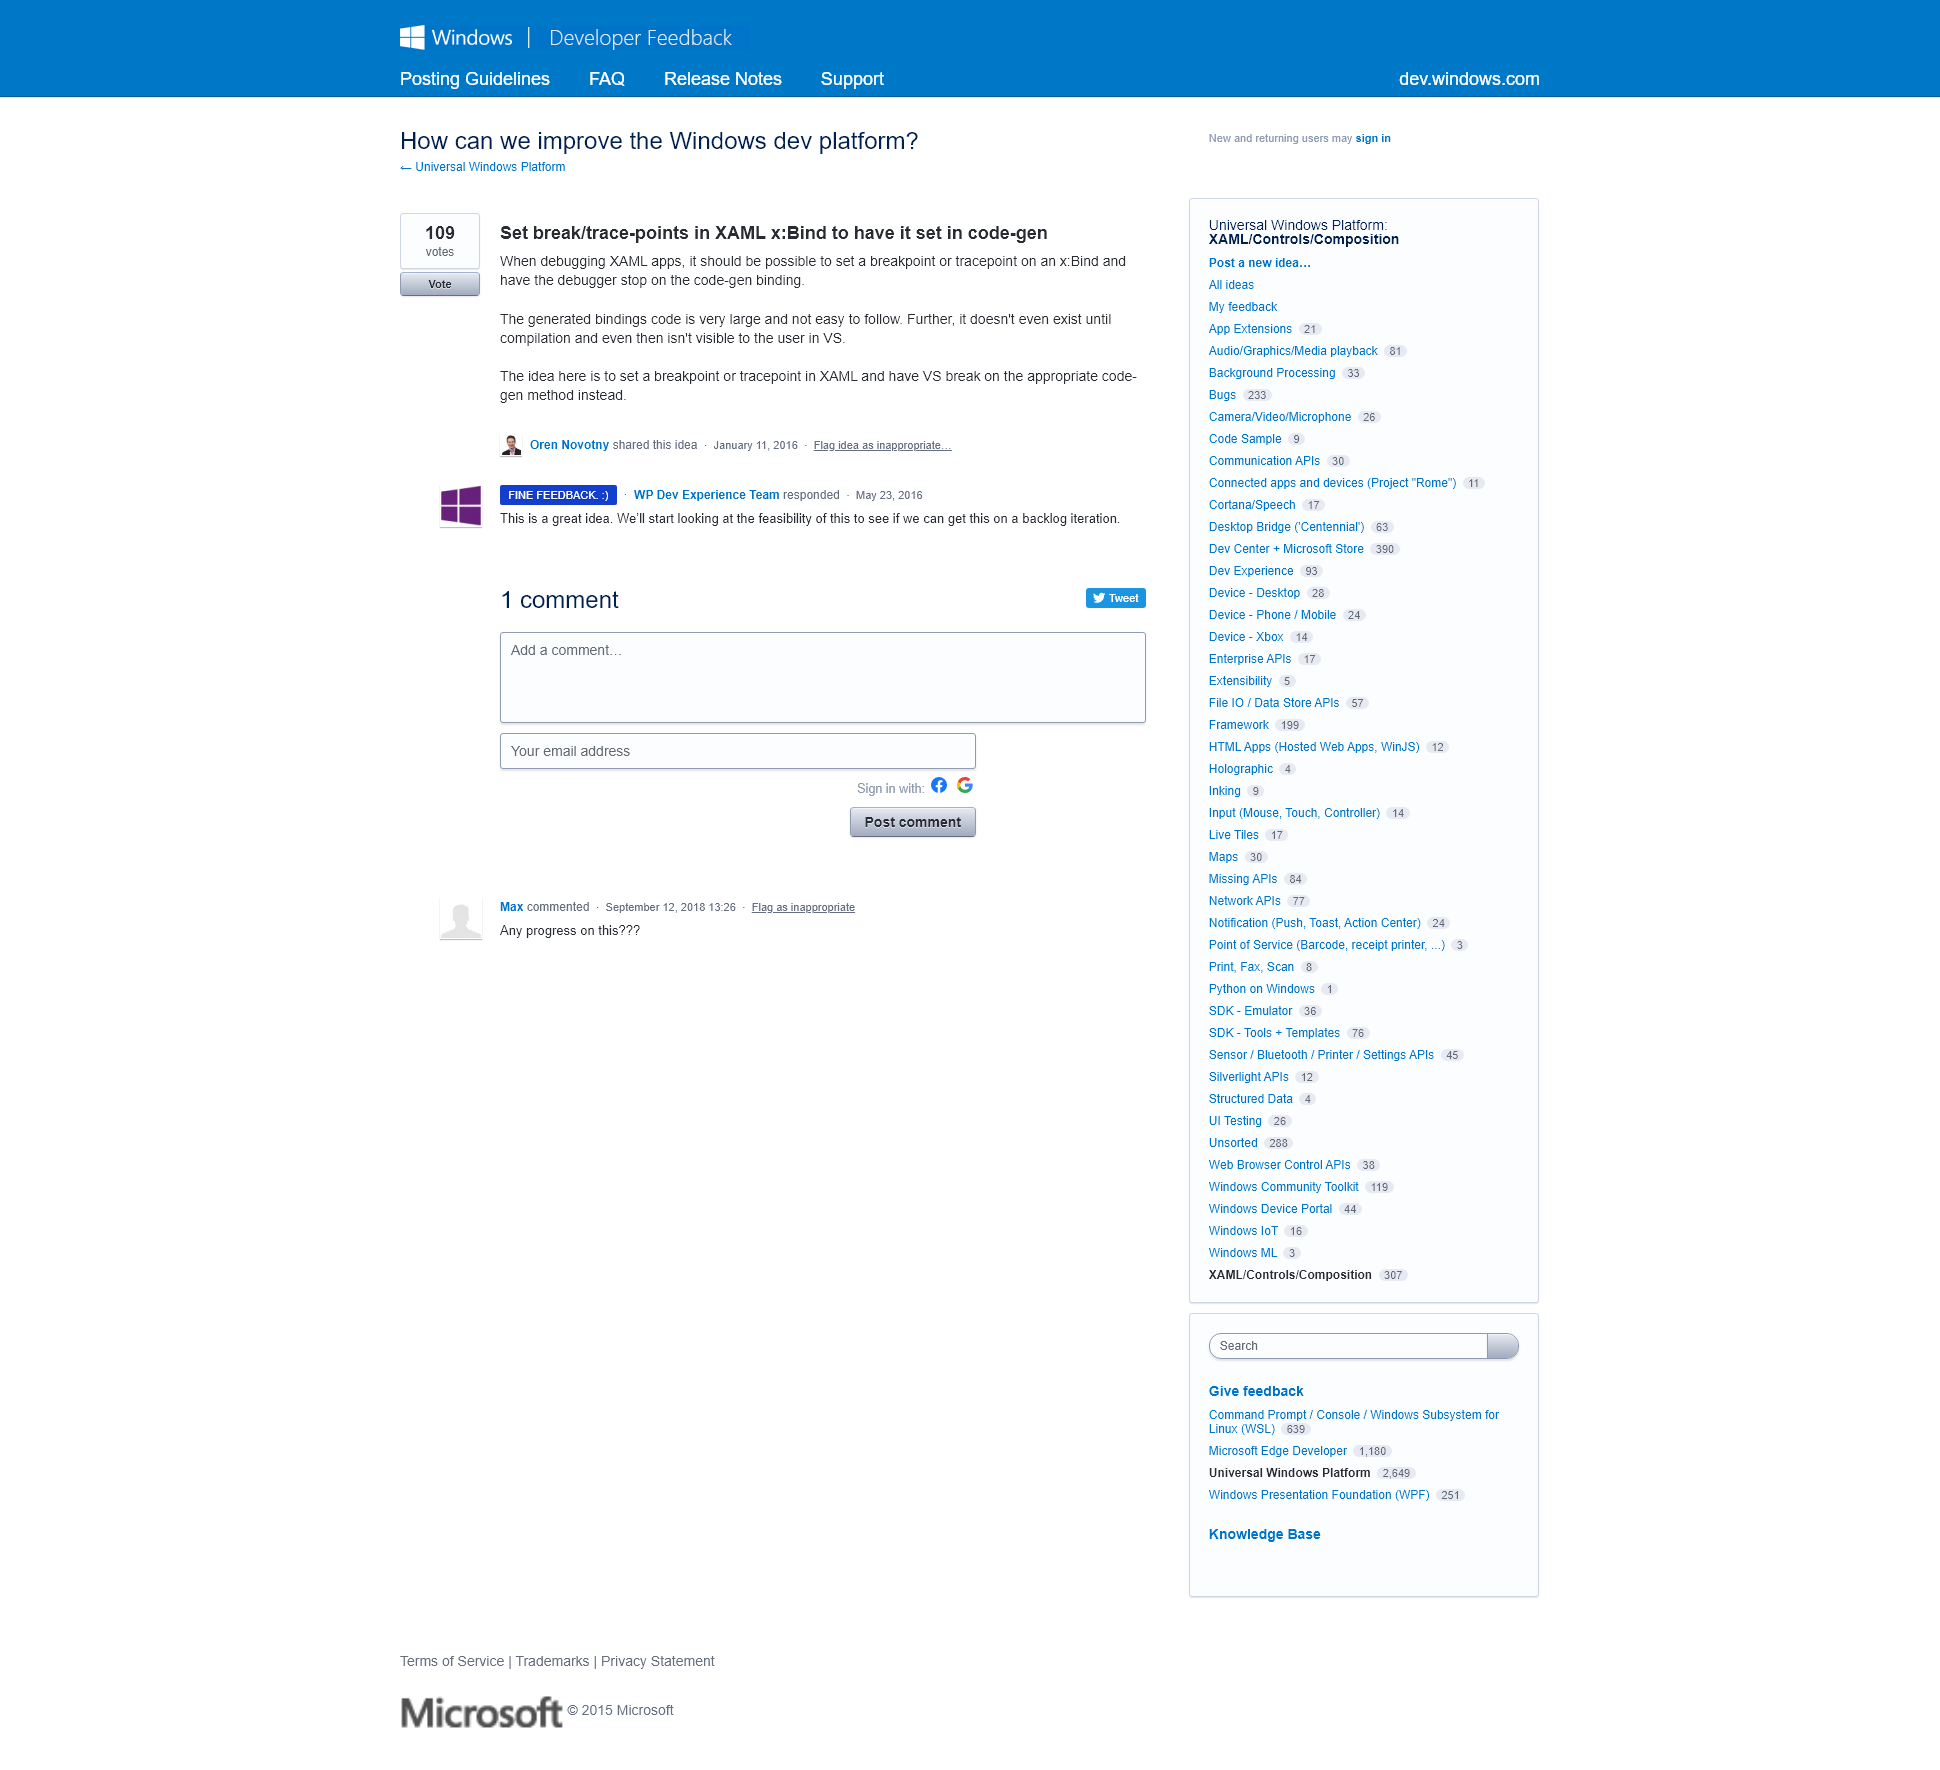 Windows | Developer Feedback
Posting Guidelines FAQ Release Notes Support dev.windows.com
How can we improve the Windows dev platform?
← Universal Windows Platform
New and returning users may sign in
109
votes
Vote
Set break/trace-points in XAML x:Bind to have it set in code-gen
When debugging XAML apps, it should be possible to set a breakpoint or tracepoint on an x:Bind and
have the debugger stop on the code-gen binding.
The generated bindings code is very large and not easy to follow. Further, it doesn't even exist until
compilation and even then isn't visible to the user in VS.
The idea here is to set a breakpoint or tracepoint in XAML and have VS break on the appropriate code-
gen method instead.
Oren Novotny shared this idea · January 11, 2016 · Flag idea as inappropriate…
FINE FEEDBACK. :) · WP Dev Experience Team responded · May 23, 2016
This is a great idea. We’ll start looking at the feasibility of this to see if we can get this on a backlog iteration.
1 comment
Tweet
Add a comment…
Your email address
Sign in with:
Post comment
Max commented · September 12, 2018 13:26 · Flag as inappropriate
Any progress on this???
Universal Windows Platform:
XAML/Controls/Composition
Post a new idea…
All ideas
My feedback
App Extensions 21
Audio/Graphics/Media playback 81
Background Processing 33
Bugs 233
Camera/Video/Microphone 26
Code Sample 9
Communication APIs 30
Connected apps and devices (Project "Rome") 11
Cortana/Speech 17
Desktop Bridge ('Centennial') 63
Dev Center + Microsoft Store 390
Dev Experience 93
Device - Desktop 28
Device - Phone / Mobile 24
Device - Xbox 14
Enterprise APIs 17
Extensibility 5
File IO / Data Store APIs 57
Framework 199
HTML Apps (Hosted Web Apps, WinJS) 12
Holographic 4
Inking 9
Input (Mouse, Touch, Controller) 14
Live Tiles 17
Maps 30
Missing APIs 84
Network APIs 77
Notification (Push, Toast, Action Center) 24
Point of Service (Barcode, receipt printer, ...) 3
Print, Fax, Scan 8
Python on Windows 1
SDK - Emulator 36
SDK - Tools + Templates 76
Sensor / Bluetooth / Printer / Settings APIs 45
Silverlight APIs 12
Structured Data 4
UI Testing 26
Unsorted 288
Web Browser Control APIs 38
Windows Community Toolkit 119
Windows Device Portal 44
Windows IoT 16
Windows ML 3
XAML/Controls/Composition 307
Search
Give feedback
Command Prompt / Console / Windows Subsystem for
Linux (WSL) 639
Microsoft Edge Developer 1,180
Universal Windows Platform 2,649
Windows Presentation Foundation (WPF) 251
Knowledge Base
Terms of Service | Trademarks | Privacy Statement
Microsoft © 2015 Microsoft